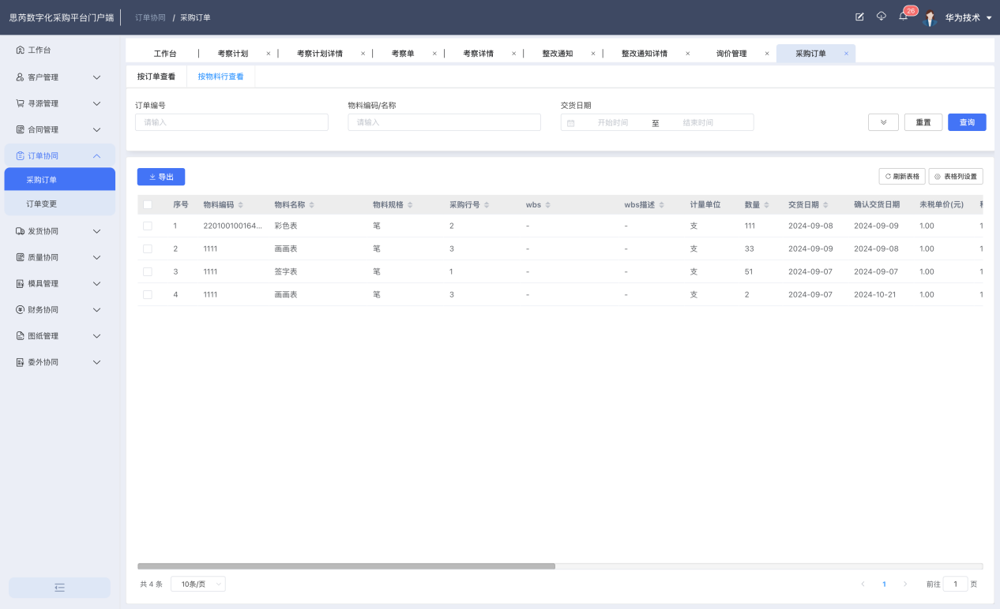 思芮数字化采购平台门户端
订单协同 / 采购订单
26
华为技术
工作台
客户管理
寻源管理
合同管理
订单协同
采购订单
订单变更
发货协同
质量协同
模具管理
财务协同
图纸管理
委外协同
工作台 | 考察计划 × | 考察计划详情 × | 考察单 × | 考察详情 × | 整改通知 × | 整改通知详情 × 询价管理 × 采购订单 ×
按订单查看 按物料行查看
订单编号 物料编码/名称 交货日期
请输入 请输入 开始时间 至 结束时间 重置 查询
导出 刷新表格 表格列设置
序号 物料编码 物料名称 物料规格 采购行号 wbs wbs描述 计量单位 数量 交货日期 确认交货日期 未税单价(元)
1 220100100164... 彩色表 笔 2 - - 支 111 2024-09-08 2024-09-09 1.00 1
2 1111 画画表 笔 3 - - 支 33 2024-09-09 2024-09-08 1.00 1
3 1111 签字表 笔 1 - - 支 51 2024-09-07 2024-09-07 1.00 1
4 1111 画画表 笔 3 - - 支 2 2024-09-07 2024-10-21 1.00 1
共 4 条 10条/页 1 前往 1 页